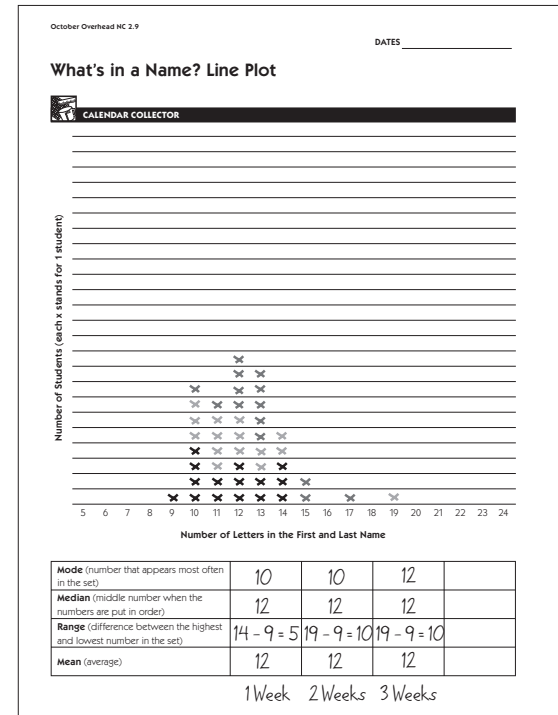 October Overhead NC 2.9
DATES
What's in a Name? Line Plot
CALENDAR COLLECTOR
Number of Students (each x stands for 1 student)
5 6 7 8 9 10 11 12 13 14 15 16 17 18 19 20 21 22 23 24
Number of Letters in the First and Last Name
Mode (number that appears most often
in the set)
10 10 12
Median (middle number when the
numbers are put in order)
12 12 12
Range (difference between the highest
and lowest number in the set)
14 – 9 = 5 19 – 9 = 10 19 – 9 = 10
Mean (average)
12 12 12
1 Week 2 Weeks 3 Weeks